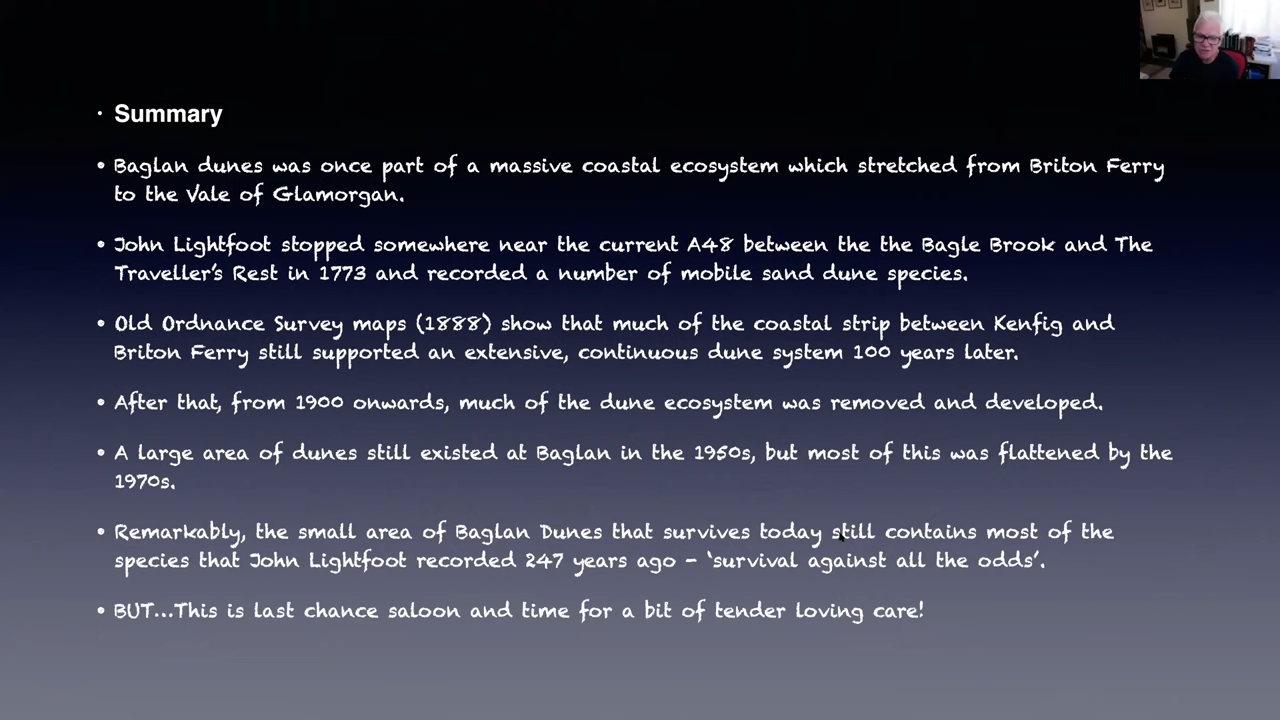 • Summary
• Baglan dunes was once part of a massive coastal ecosystem which stretched from Briton Ferry
to the Vale of Glamorgan.
• John Lightfoot stopped somewhere near the current A48 between the the Bagle Brook and The
Traveller's Rest in 1773 and recorded a number of mobile sand dune species.
• Old Ordnance Survey maps (1888) show that much of the coastal strip between Kenfig and
Briton Ferry still supported an extensive, continuous dune system 100 years later.
• After that, from 1900 onwards, much of the dune ecosystem was removed and developed.
• A large area of dunes still existed at Baglan in the 1950s, but most of this was flattened by the
1970s.
• Remarkably, the small area of Baglan Dunes that survives today still contains most of the
species that John Lightfoot recorded 247 years ago – 'survival against all the odds'.
• BUT...This is last chance saloon and time for a bit of tender loving care!